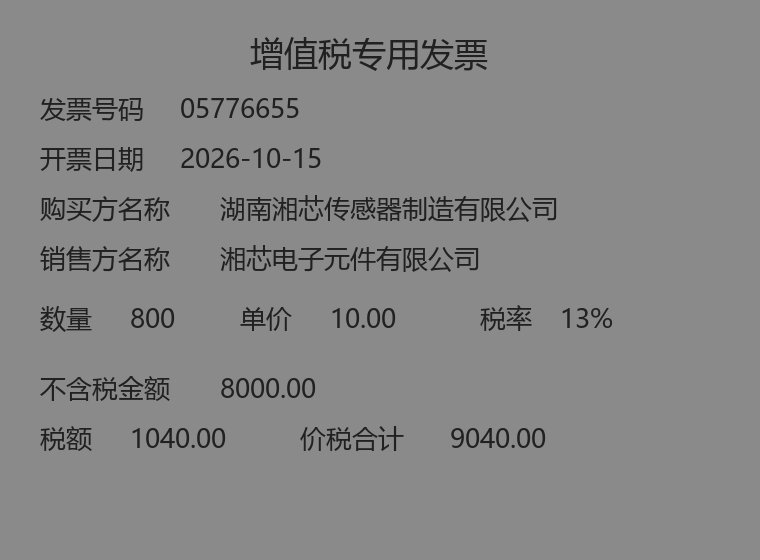 增值税专用发票
发票号码 05776655
开票日期 2026-10-15
购买方名称 湖南湘芯传感器制造有限公司
销售方名称 湘芯电子元件有限公司
数量 800 单价 10.00 税率 13%
不含税金额 8000.00
税额 1040.00 价税合计 9040.00